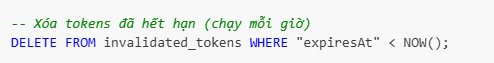 -- Xóa tokens đã hết hạn (chạy mỗi giờ)
DELETE FROM invalidated_tokens WHERE "expiresAt" < NOW();